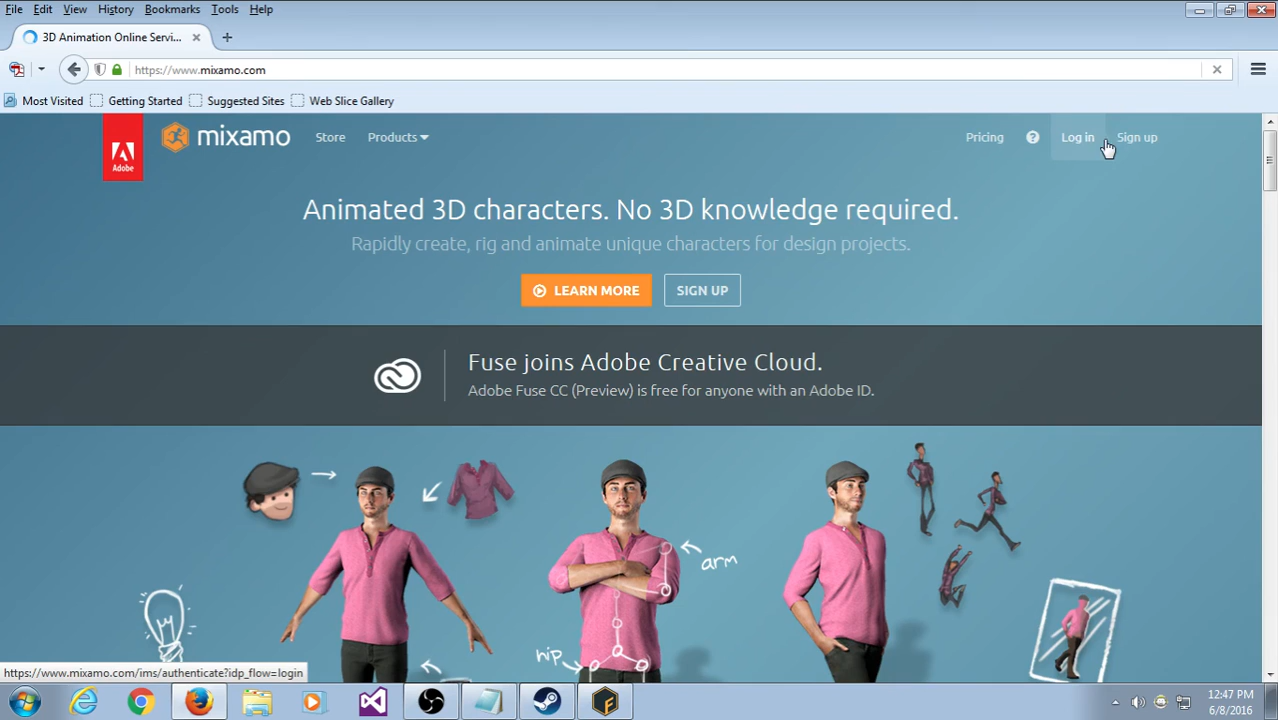 File Edit View History Bookmarks Tools Help
3D Animation Online Servi...
https://www.mixamo.com
Most Visited Getting Started Suggested Sites Web Slice Gallery
Adobe
mixamo Store Products Pricing ? Log in Sign up
Animated 3D characters. No 3D knowledge required.
Rapidly create, rig and animate unique characters for design projects.
LEARN MORE SIGN UP
Fuse joins Adobe Creative Cloud.
Adobe Fuse CC (Preview) is free for anyone with an Adobe ID.
arm
hip
https://www.mixamo.com/ims/authenticate?idp_flow=login
12:47 PM
6/8/2016